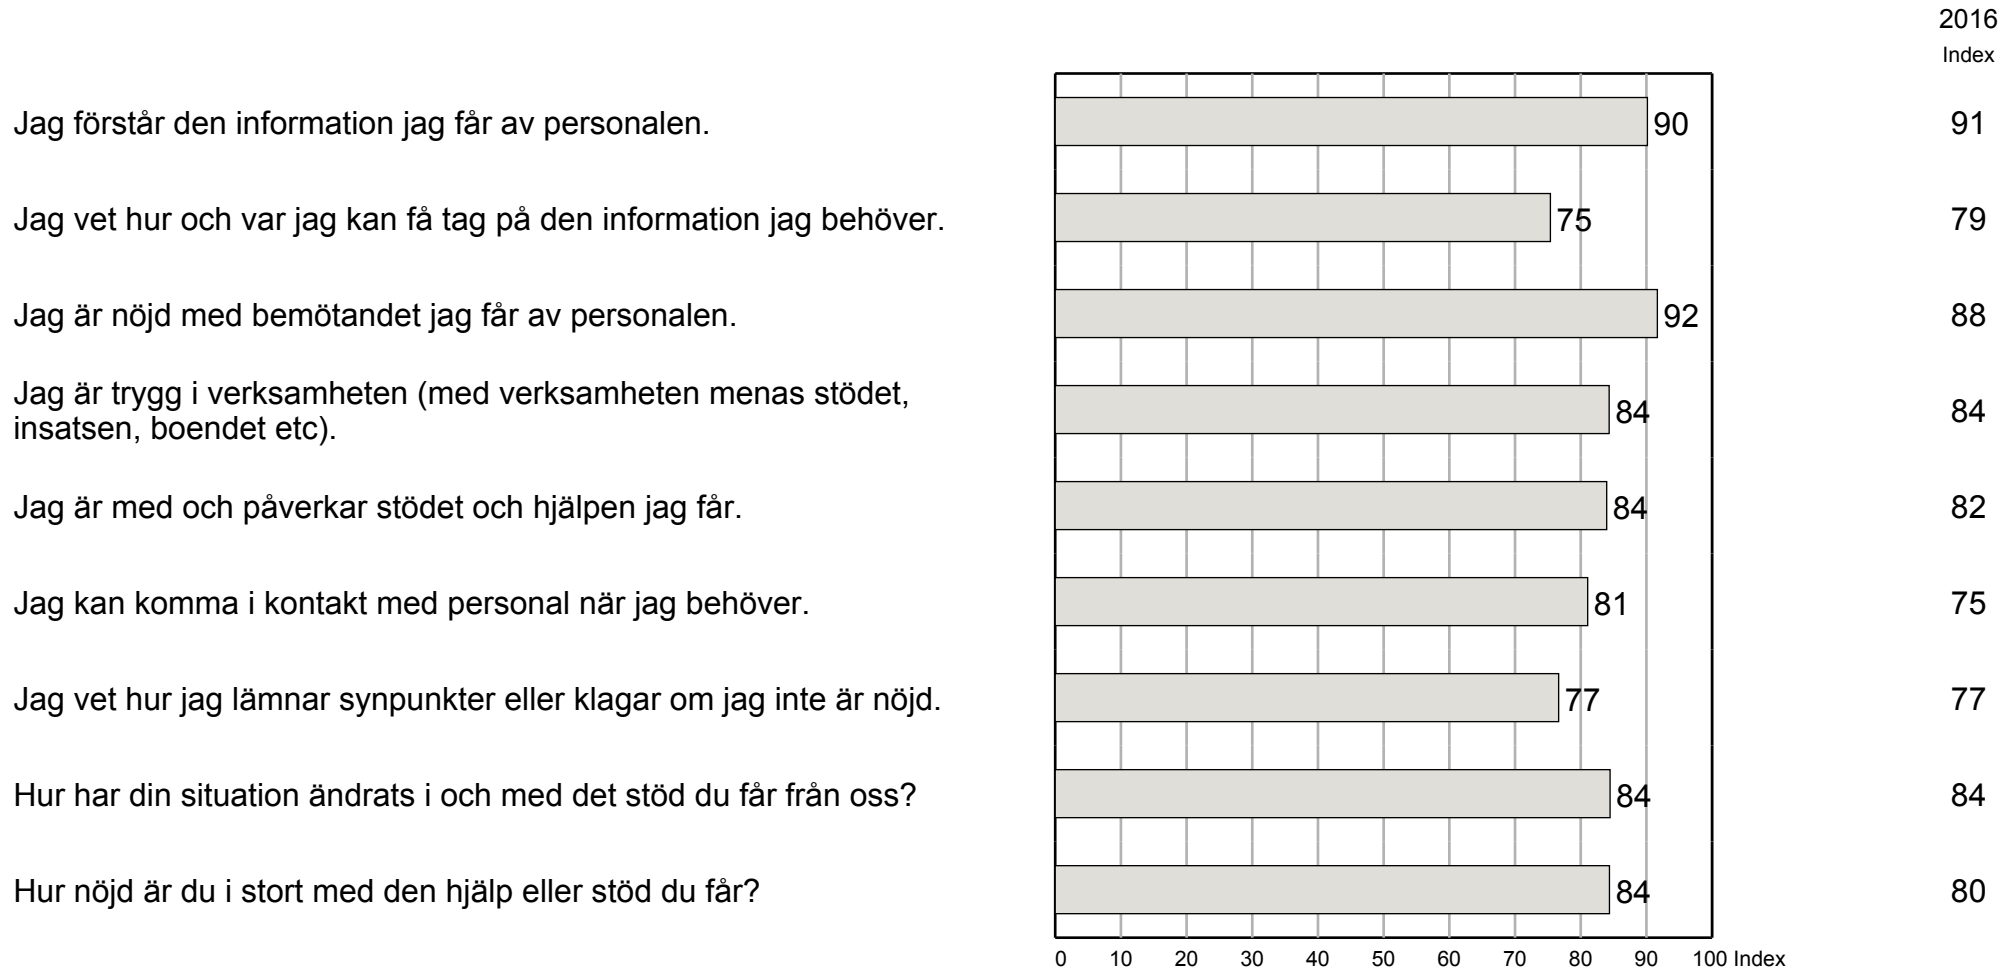 2016
Index
Jag förstår den information jag får av personalen. 90 91
Jag vet hur och var jag kan få tag på den information jag behöver. 75 79
Jag är nöjd med bemötandet jag får av personalen. 92 88
Jag är trygg i verksamheten (med verksamheten menas stödet,
insatsen, boendet etc). 84 84
Jag är med och påverkar stödet och hjälpen jag får. 84 82
Jag kan komma i kontakt med personal när jag behöver. 81 75
Jag vet hur jag lämnar synpunkter eller klagar om jag inte är nöjd. 77 77
Hur har din situation ändrats i och med det stöd du får från oss? 84 84
Hur nöjd är du i stort med den hjälp eller stöd du får? 84 80
0 10 20 30 40 50 60 70 80 90 100 Index